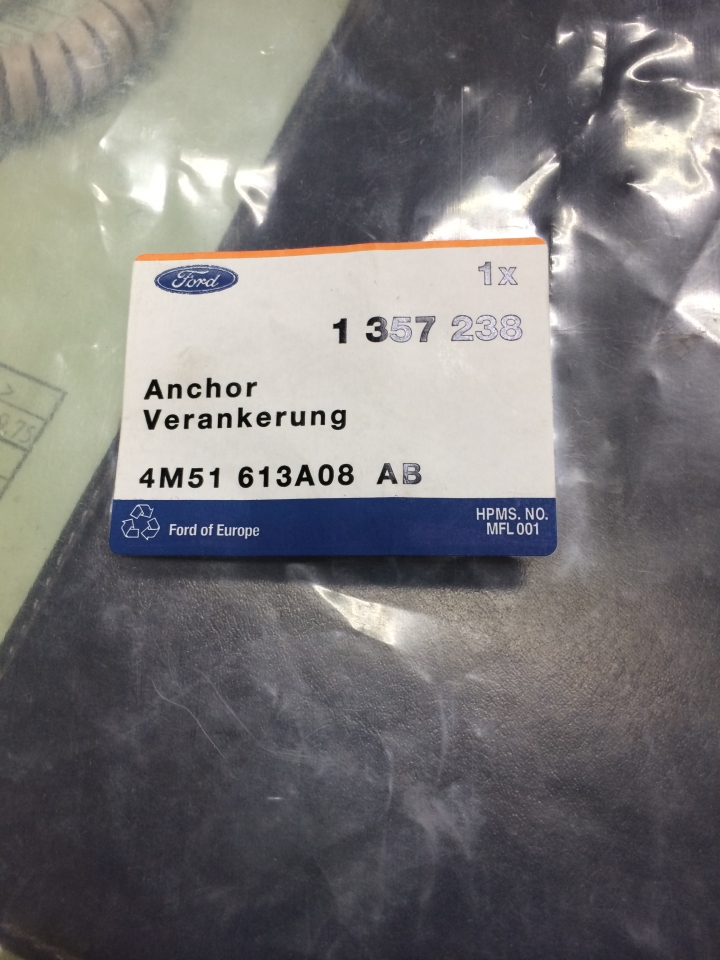 Ford
1x
1 357 238
Anchor
Verankerung
4M51 613A08 AB
Ford of Europe
HPMS. NO.
MFL 001